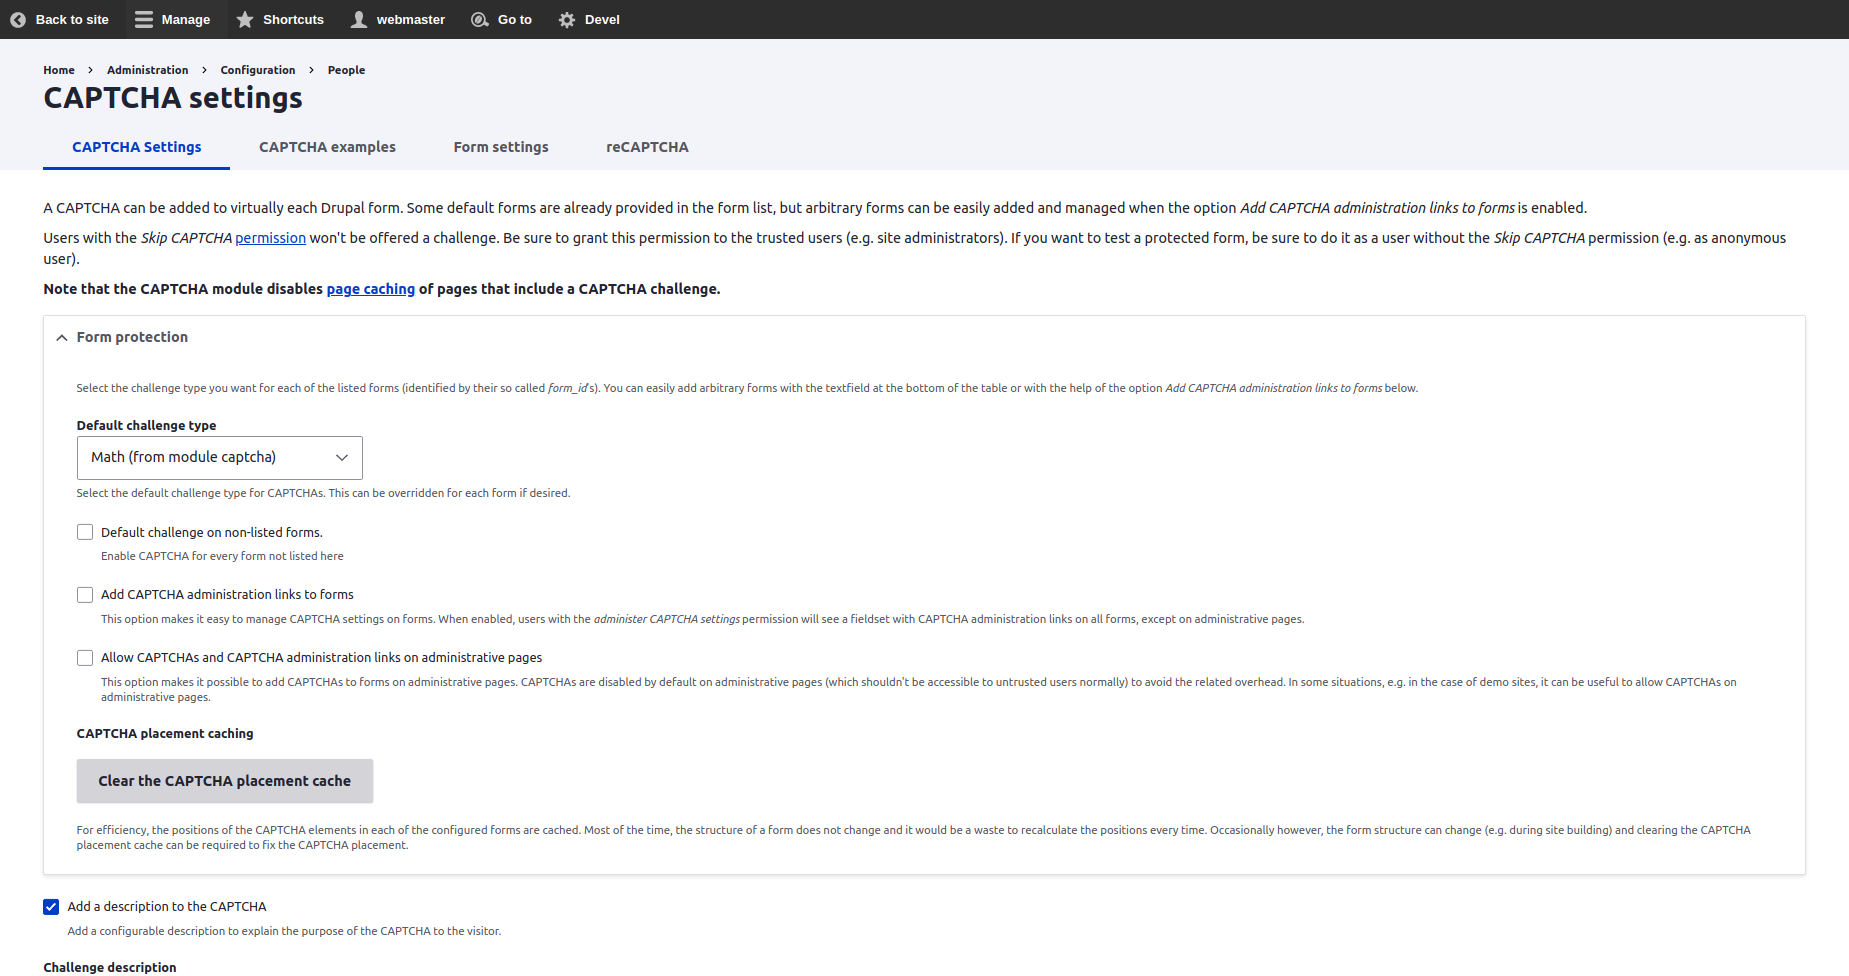 Back to site Manage Shortcuts webmaster Go to Devel
Home > Administration > Configuration > People
CAPTCHA settings
CAPTCHA Settings CAPTCHA examples Form settings reCAPTCHA
A CAPTCHA can be added to virtually each Drupal form. Some default forms are already provided in the form list, but arbitrary forms can be easily added and managed when the option Add CAPTCHA administration links to forms is enabled.
Users with the Skip CAPTCHA permission won't be offered a challenge. Be sure to grant this permission to the trusted users (e.g. site administrators). If you want to test a protected form, be sure to do it as a user without the Skip CAPTCHA permission (e.g. as anonymous
user).
Note that the CAPTCHA module disables page caching of pages that include a CAPTCHA challenge.
Form protection
Select the challenge type you want for each of the listed forms (identified by their so called form_id's). You can easily add arbitrary forms with the textfield at the bottom of the table or with the help of the option Add CAPTCHA administration links to forms below.
Default challenge type
Math (from module captcha)
Select the default challenge type for CAPTCHAs. This can be overridden for each form if desired.
Default challenge on non-listed forms.
Enable CAPTCHA for every form not listed here
Add CAPTCHA administration links to forms
This option makes it easy to manage CAPTCHA settings on forms. When enabled, users with the administer CAPTCHA settings permission will see a fieldset with CAPTCHA administration links on all forms, except on administrative pages.
Allow CAPTCHAs and CAPTCHA administration links on administrative pages
This option makes it possible to add CAPTCHAs to forms on administrative pages. CAPTCHAs are disabled by default on administrative pages (which shouldn't be accessible to untrusted users normally) to avoid the related overhead. In some situations, e.g. in the case of demo sites, it can be useful to allow CAPTCHAs on
administrative pages.
CAPTCHA placement caching
Clear the CAPTCHA placement cache
For efficiency, the positions of the CAPTCHA elements in each of the configured forms are cached. Most of the time, the structure of a form does not change and it would be a waste to recalculate the positions every time. Occasionally however, the form structure can change (e.g. during site building) and clearing the CAPTCHA
placement cache can be required to fix the CAPTCHA placement.
Add a description to the CAPTCHA
Add a configurable description to explain the purpose of the CAPTCHA to the visitor.
Challenge description